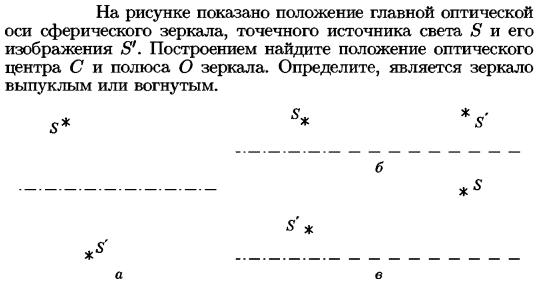 На рисунке показано положение главной оптической
оси сферического зеркала, точечного источника света S и его
изображения S′. Построением найдите положение оптического
центра C и полюса O зеркала. Определите, является зеркало
выпуклым или вогнутым.
S
S
S′
б
S
S′
S′
а
в